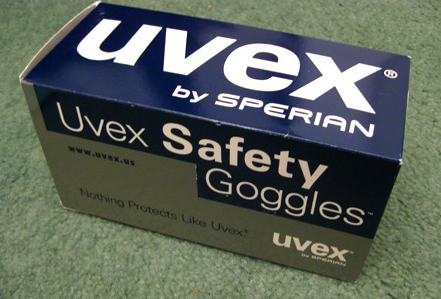 uvex®
by SPERIAN
Uvex Safety
Goggles™
www.uvex.us
Nothing Protects Like Uvex®
uvex
by SPERIAN